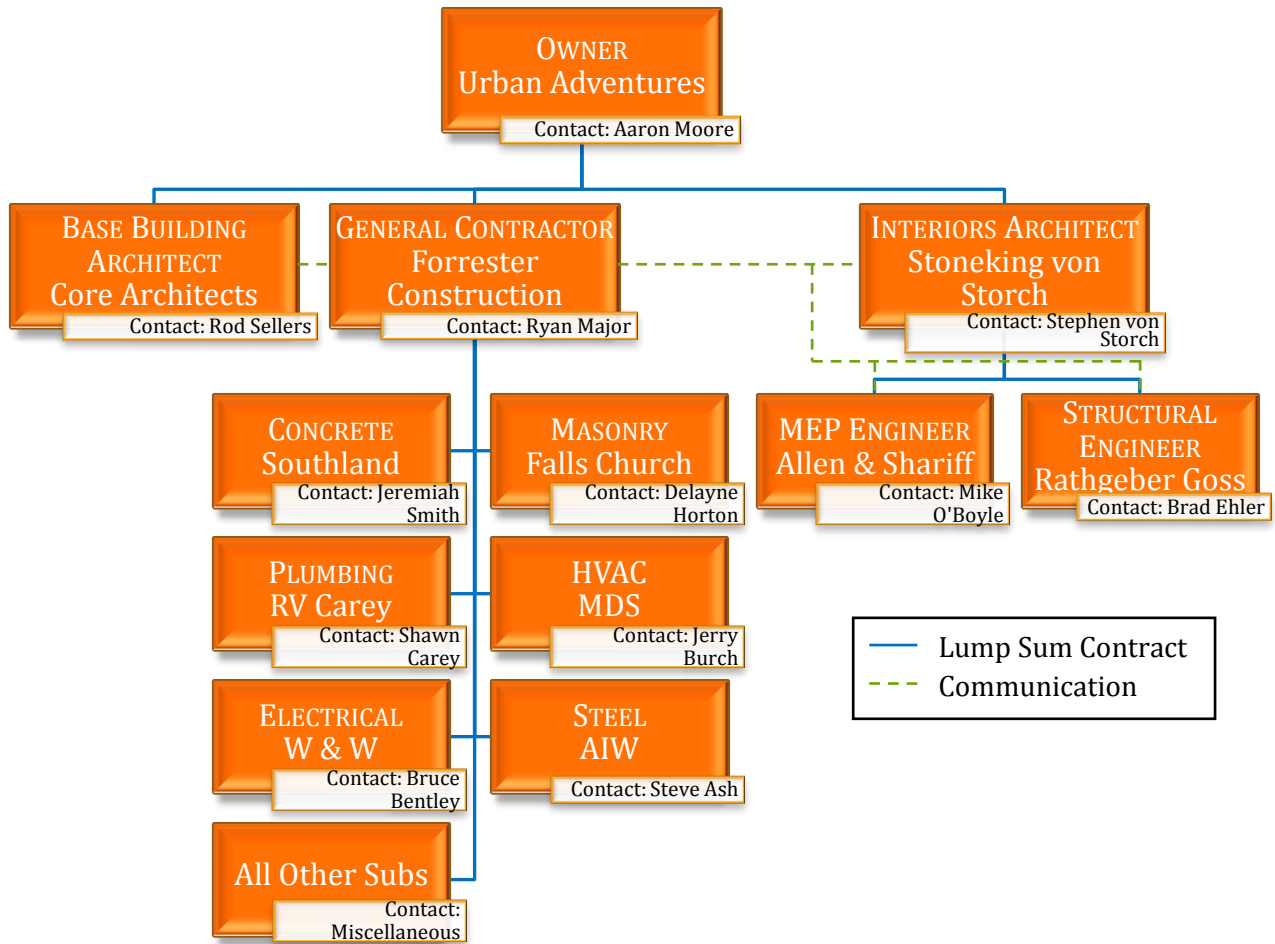 OWNER
Urban Adventures
Contact: Aaron Moore
BASE BUILDING
ARCHITECT
Core Architects
Contact: Rod Sellers
GENERAL CONTRACTOR
Forrester
Construction
Contact: Ryan Major
INTERIORS ARCHITECT
Stoneking von
Storch
Contact: Stephen von
Storch
CONCRETE
Southland
Contact: Jeremiah
Smith
MASONRY
Falls Church
Contact: Delayne
Horton
MEP ENGINEER
Allen & Shariff
Contact: Mike
O'Boyle
STRUCTURAL
ENGINEER
Rathgeber Goss
Contact: Brad Ehler
PLUMBING
RV Carey
Contact: Shawn
Carey
HVAC
MDS
Contact: Jerry
Burch
ELECTRICAL
W & W
Contact: Bruce
Bentley
STEEL
AIW
Contact: Steve Ash
All Other Subs
Contact:
Miscellaneous
Lump Sum Contract
Communication